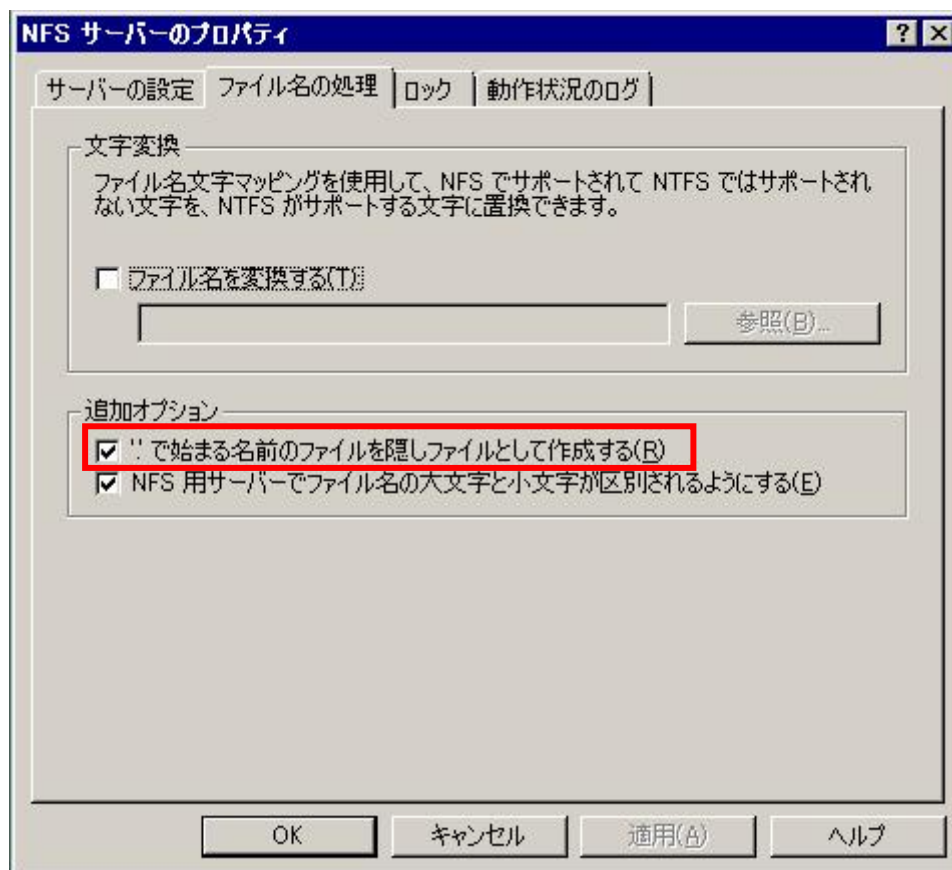 NFS サーバーのプロパティ
サーバーの設定 ファイル名の処理 ロック 動作状況のログ
文字変換
ファイル名文字マッピングを使用して、NFS でサポートされて NTFS ではサポートされ
ない文字を、NTFS がサポートする文字に置換できます。
ファイル名を変換する(T)
参照(B)...
追加オプション
'.' で始まる名前のファイルを隠しファイルとして作成する(R)
NFS 用サーバーでファイル名の大文字と小文字が区別されるようにする(E)
OK キャンセル 適用(A) ヘルプ